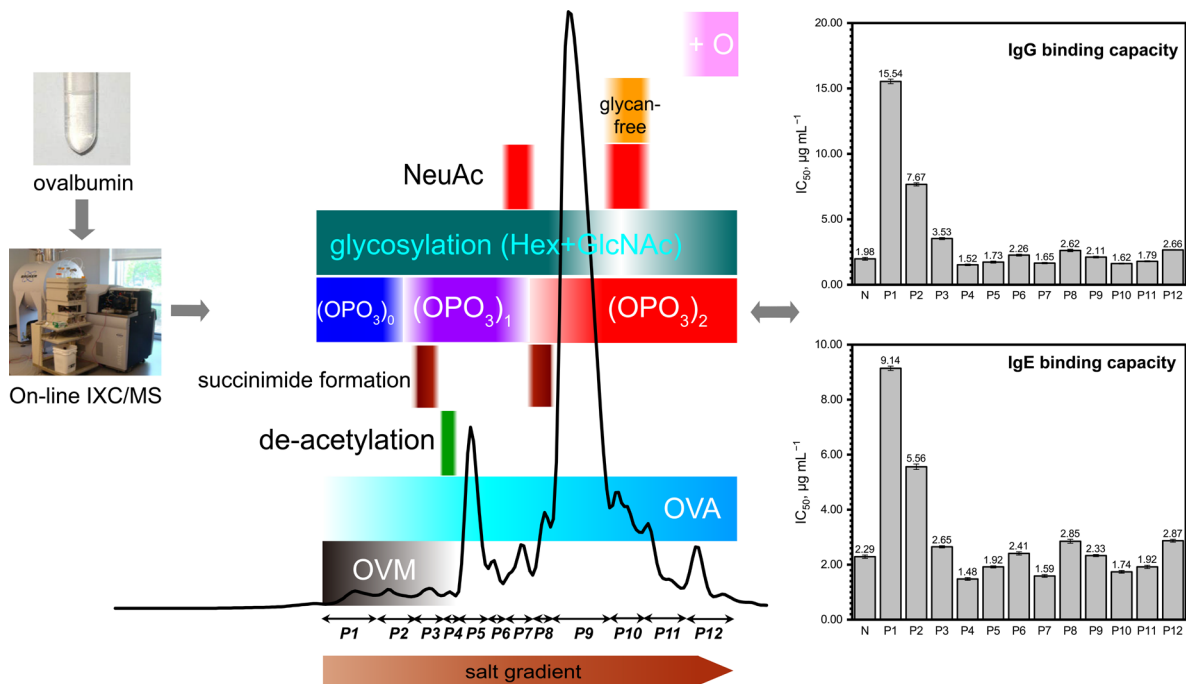 ovalbumin
On-line IXC/MS
+ O
glycan-
free
NeuAc
glycosylation (Hex+GlcNAc)
(OPO₃)₀
(OPO₃)₁
(OPO₃)₂
succinimide formation
de-acetylation
OVA
OVM
P1 P2 P3 P4 P5 P6 P7 P8 P9 P10 P11 P12
salt gradient
IgG binding capacity
IC₅₀, µg mL⁻¹
20.00
15.00
10.00
5.00
0.00
1.98 15.54 7.67 3.53 1.52 1.73 2.26 1.65 2.62 2.11 1.62 1.79 2.66
N P1 P2 P3 P4 P5 P6 P7 P8 P9 P10 P11 P12
IgE binding capacity
IC₅₀, µg mL⁻¹
10.00
8.00
6.00
4.00
2.00
0.00
2.29 9.14 5.56 2.65 1.48 1.92 2.41 1.59 2.85 2.33 1.74 1.92 2.87
N P1 P2 P3 P4 P5 P6 P7 P8 P9 P10 P11 P12